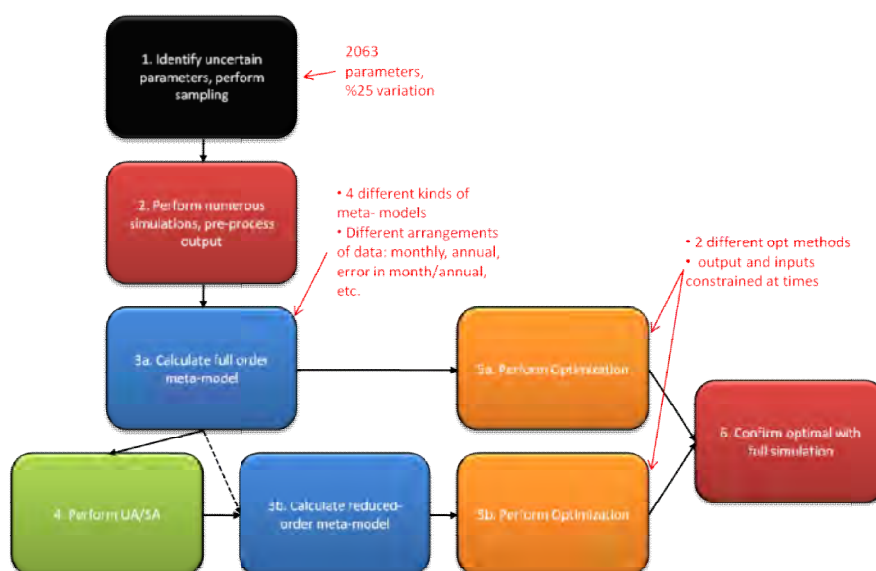 1. Identify uncertain
parameters, perform
sampling
2063
parameters,
%25 variation
2. Perform numerous
simulations, pre-process
output
• 4 different kinds of
meta- models
• Different arrangements
of data: monthly, annual,
error in month/annual,
etc.
• 2 different opt methods
• output and inputs
constrained at times
3a. Calculate full order
meta-model
5a. Perform Optimization
6. Confirm optimal with
full simulation
4. Perform UA/SA
3b. Calculate reduced-
order meta-model
5b. Perform Optimization